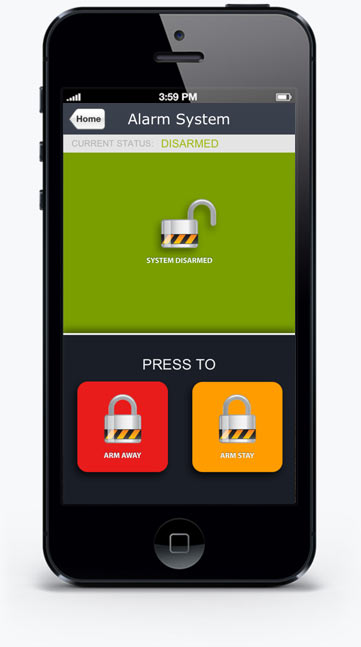 3:59 PM
Home Alarm System
CURRENT STATUS: DISARMED
SYSTEM DISARMED
PRESS TO
ARM AWAY ARM STAY